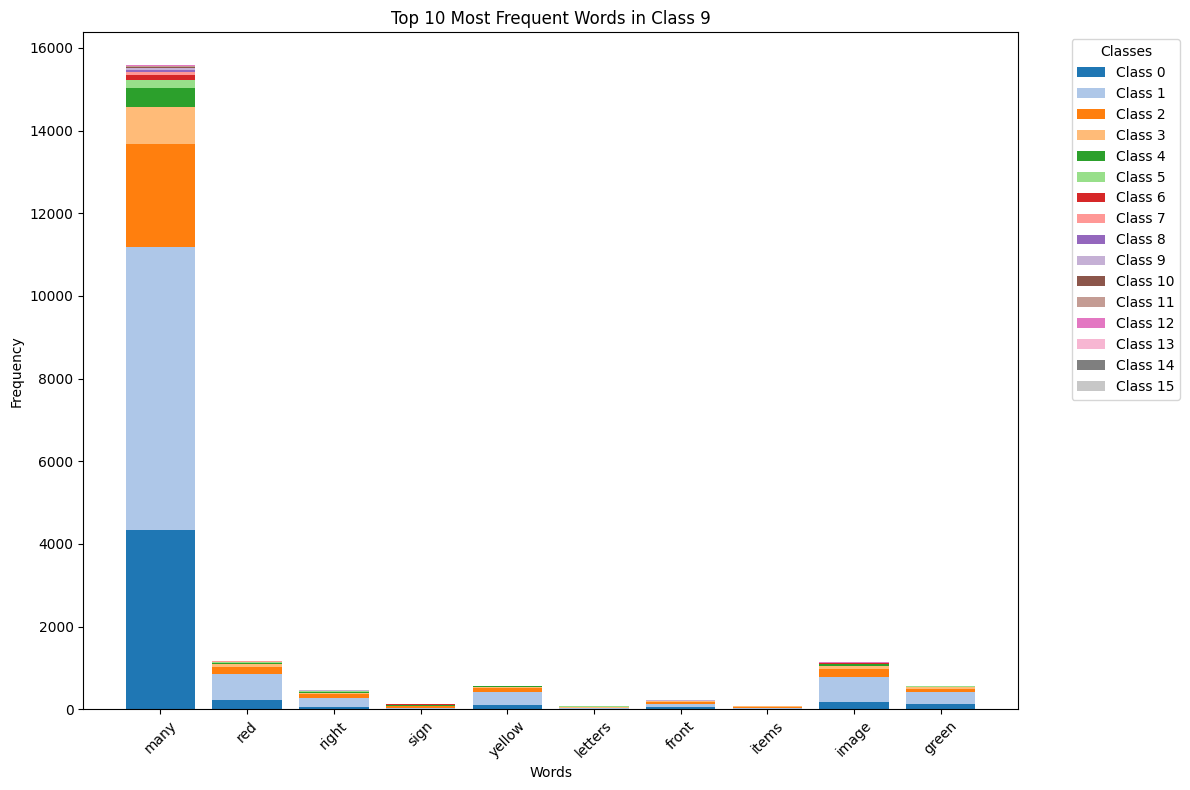 Top 10 Most Frequent Words in Class 9
Frequency
16000
14000
12000
10000
8000
6000
4000
2000
0
many
red
right
sign
yellow
letters
front
items
image
green
Words
Classes
Class 0
Class 1
Class 2
Class 3
Class 4
Class 5
Class 6
Class 7
Class 8
Class 9
Class 10
Class 11
Class 12
Class 13
Class 14
Class 15